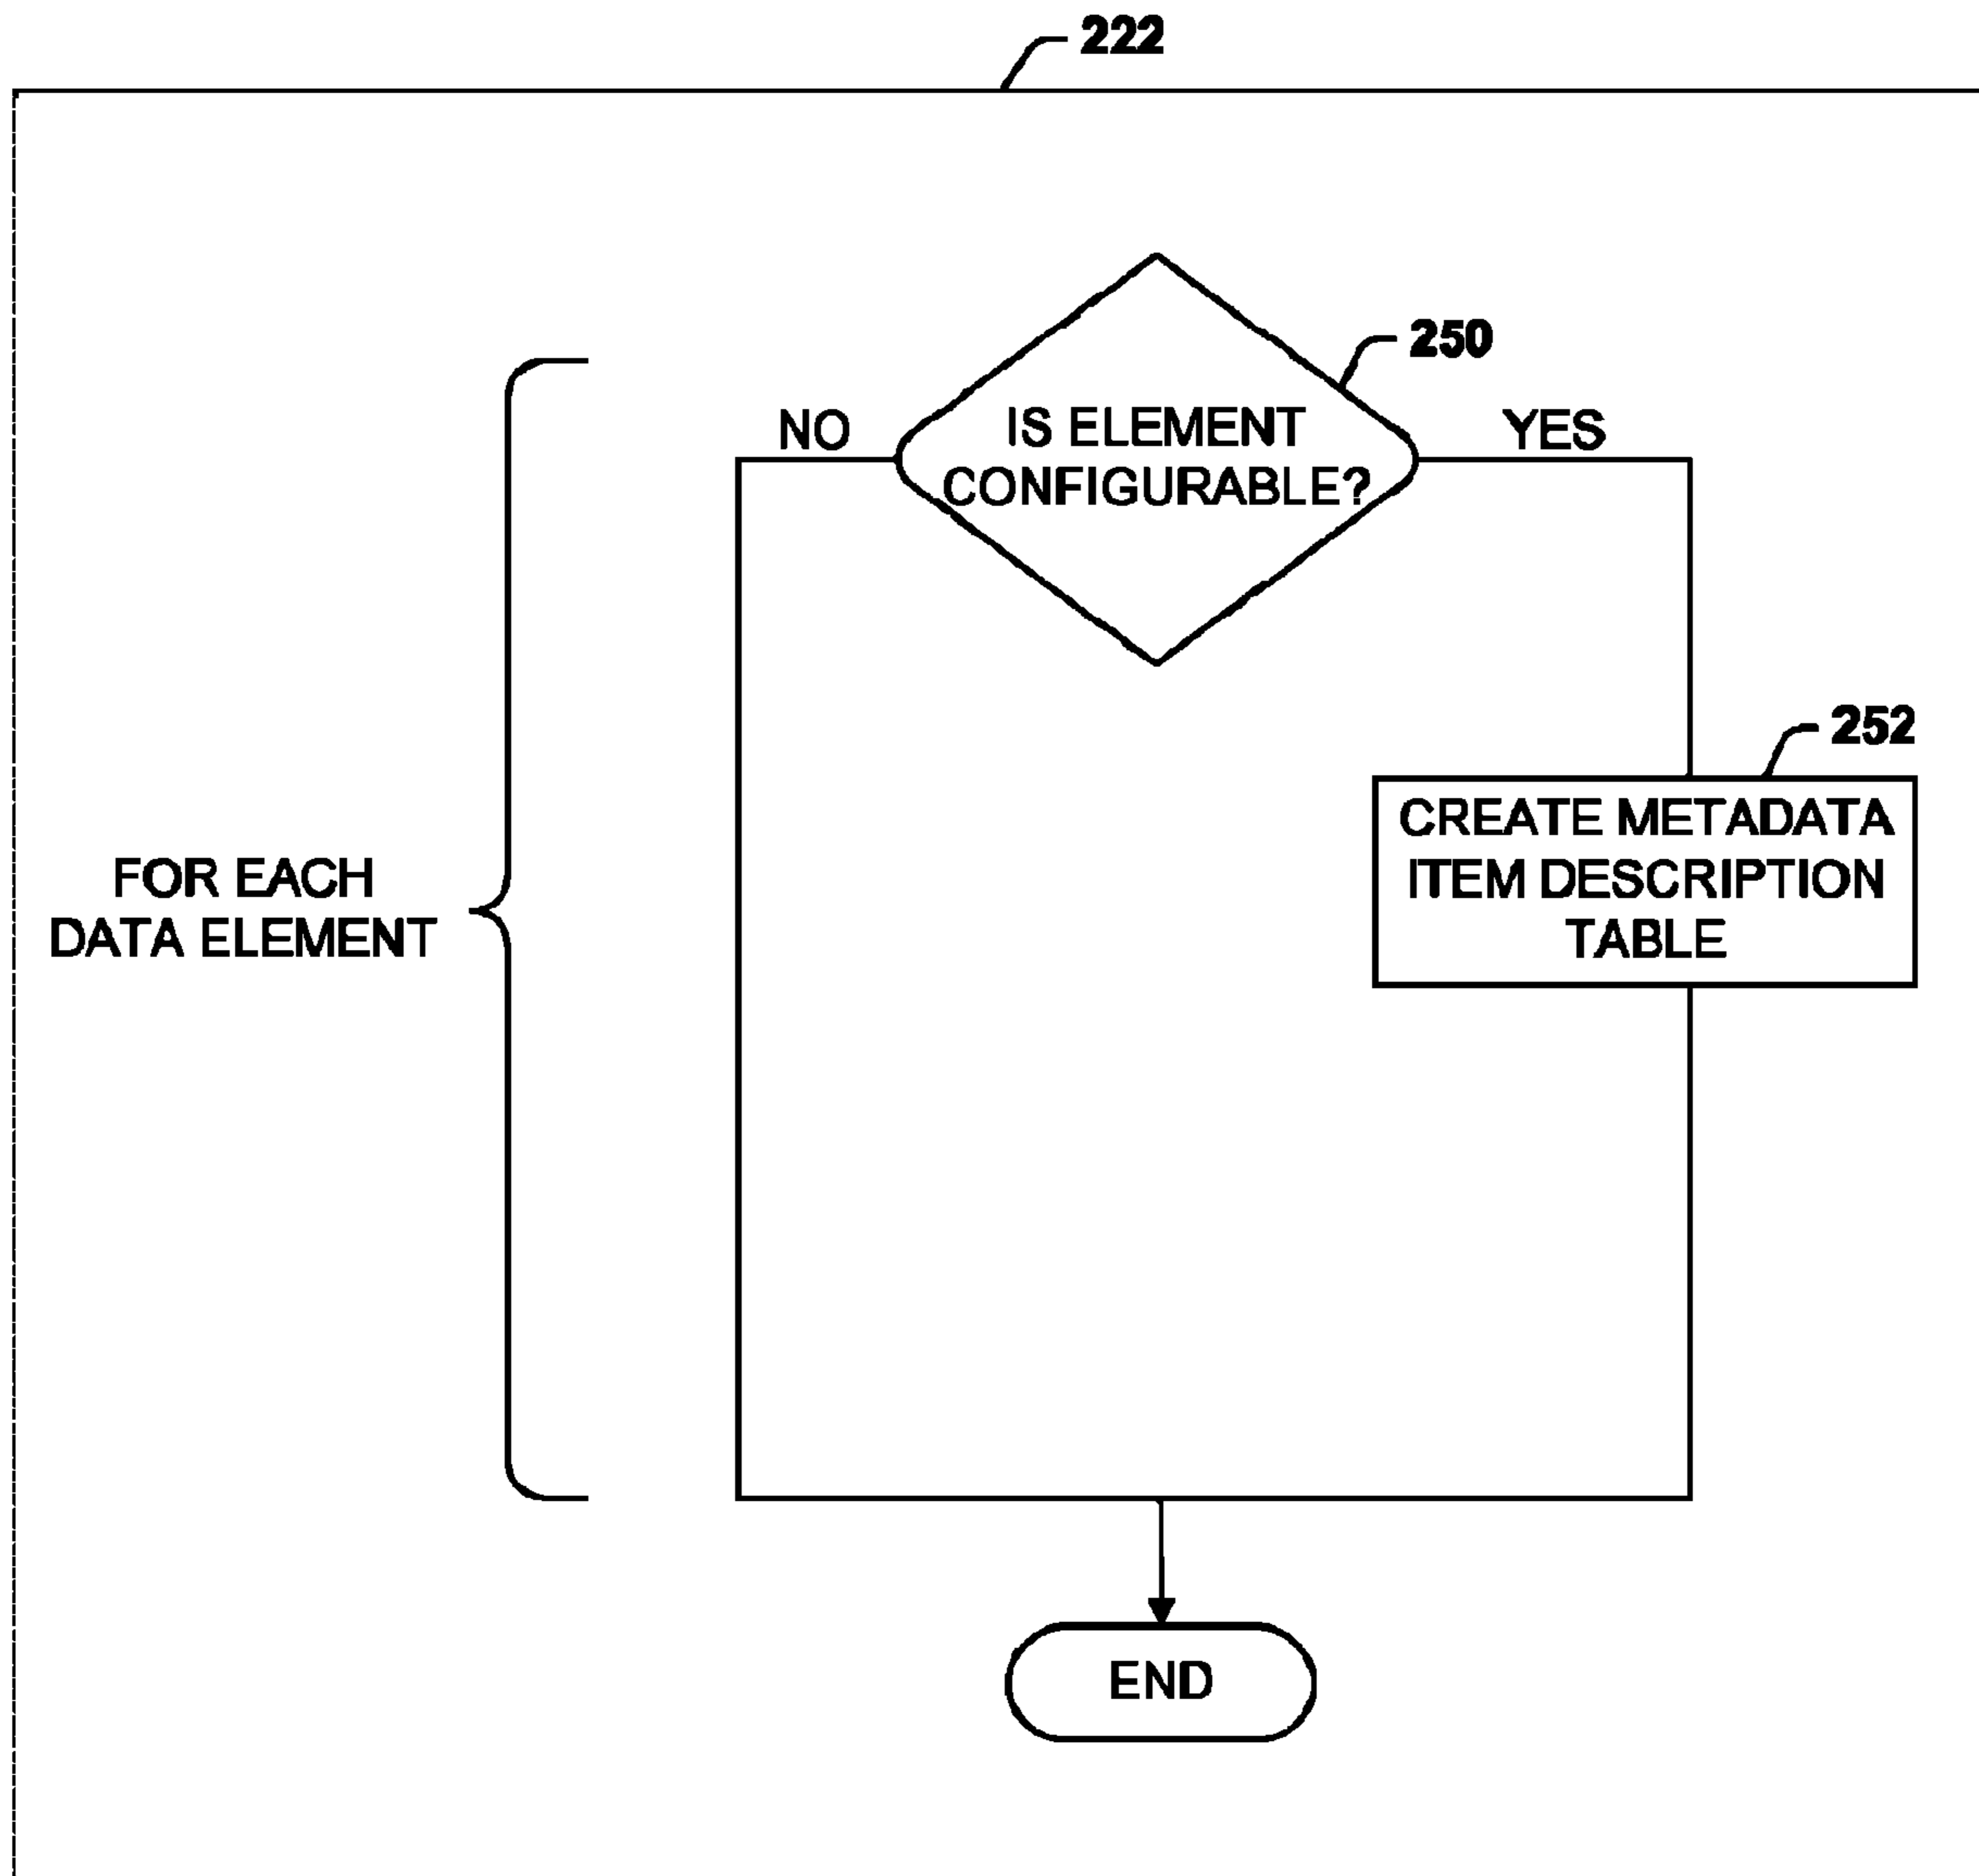 222
250
NO
IS ELEMENT
CONFIGURABLE?
YES
252
CREATE METADATA
ITEM DESCRIPTION
TABLE
FOR EACH
DATA ELEMENT
END